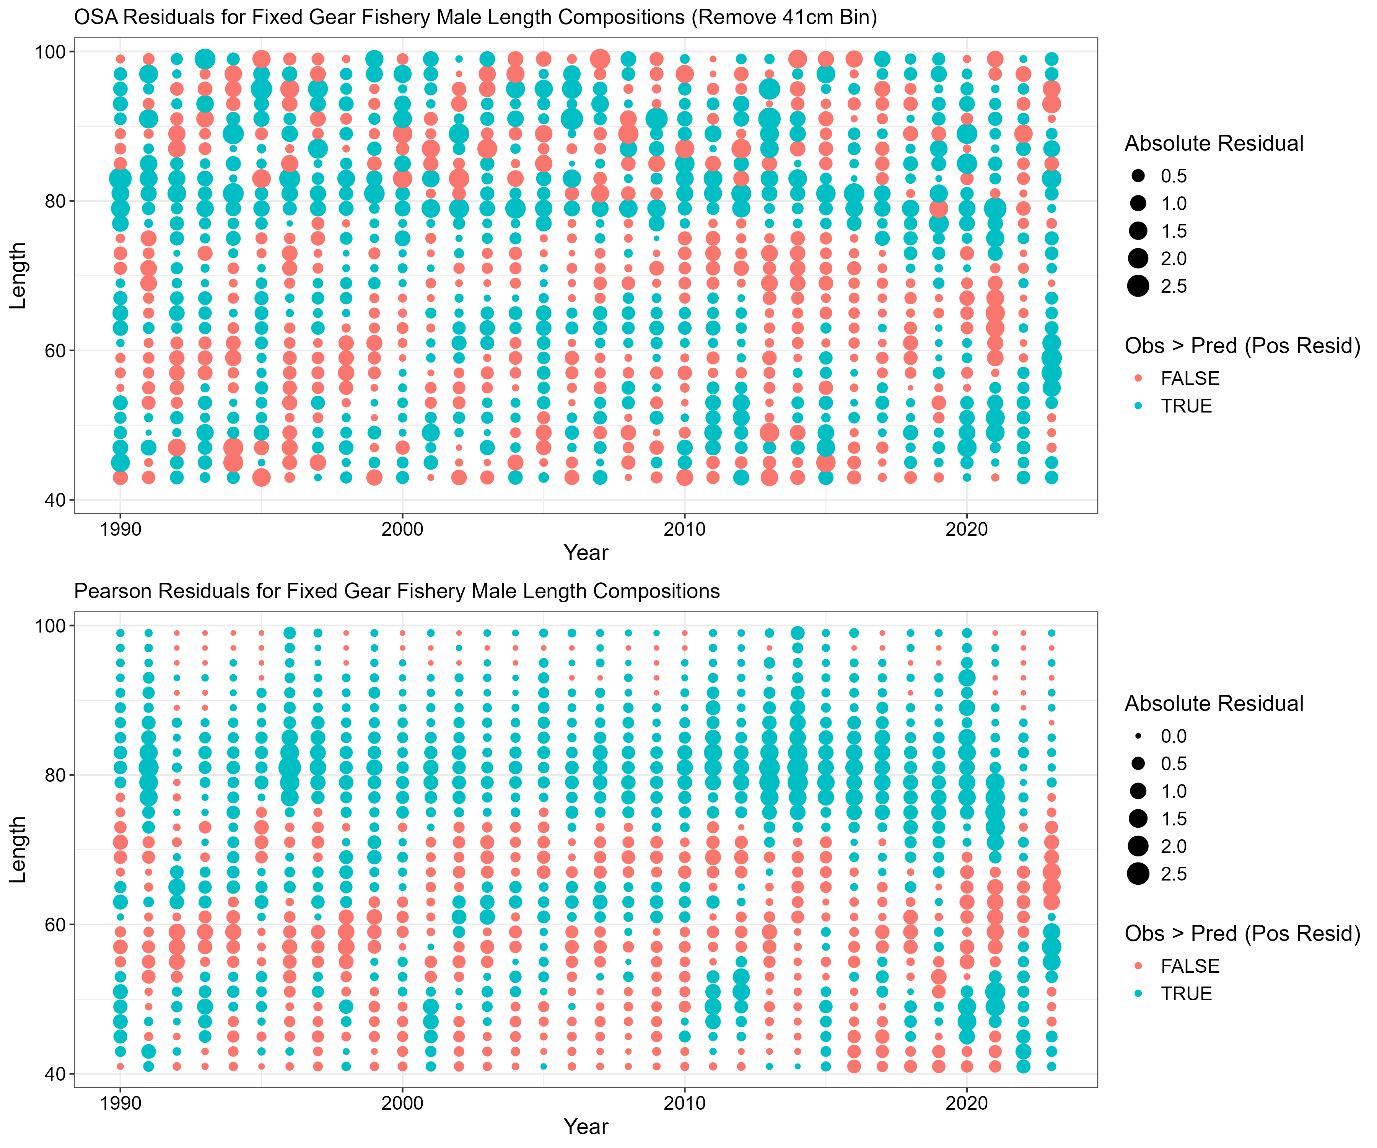 OSA Residuals for Fixed Gear Fishery Male Length Compositions (Remove 41cm Bin)
100
80
60
40
Length
1990
2000
2010
2020
Year
Absolute Residual
0.5
1.0
1.5
2.0
2.5
Obs > Pred (Pos Resid)
FALSE
TRUE
Pearson Residuals for Fixed Gear Fishery Male Length Compositions
100
80
60
40
Length
1990
2000
2010
2020
Year
Absolute Residual
0.0
0.5
1.0
1.5
2.0
2.5
Obs > Pred (Pos Resid)
FALSE
TRUE